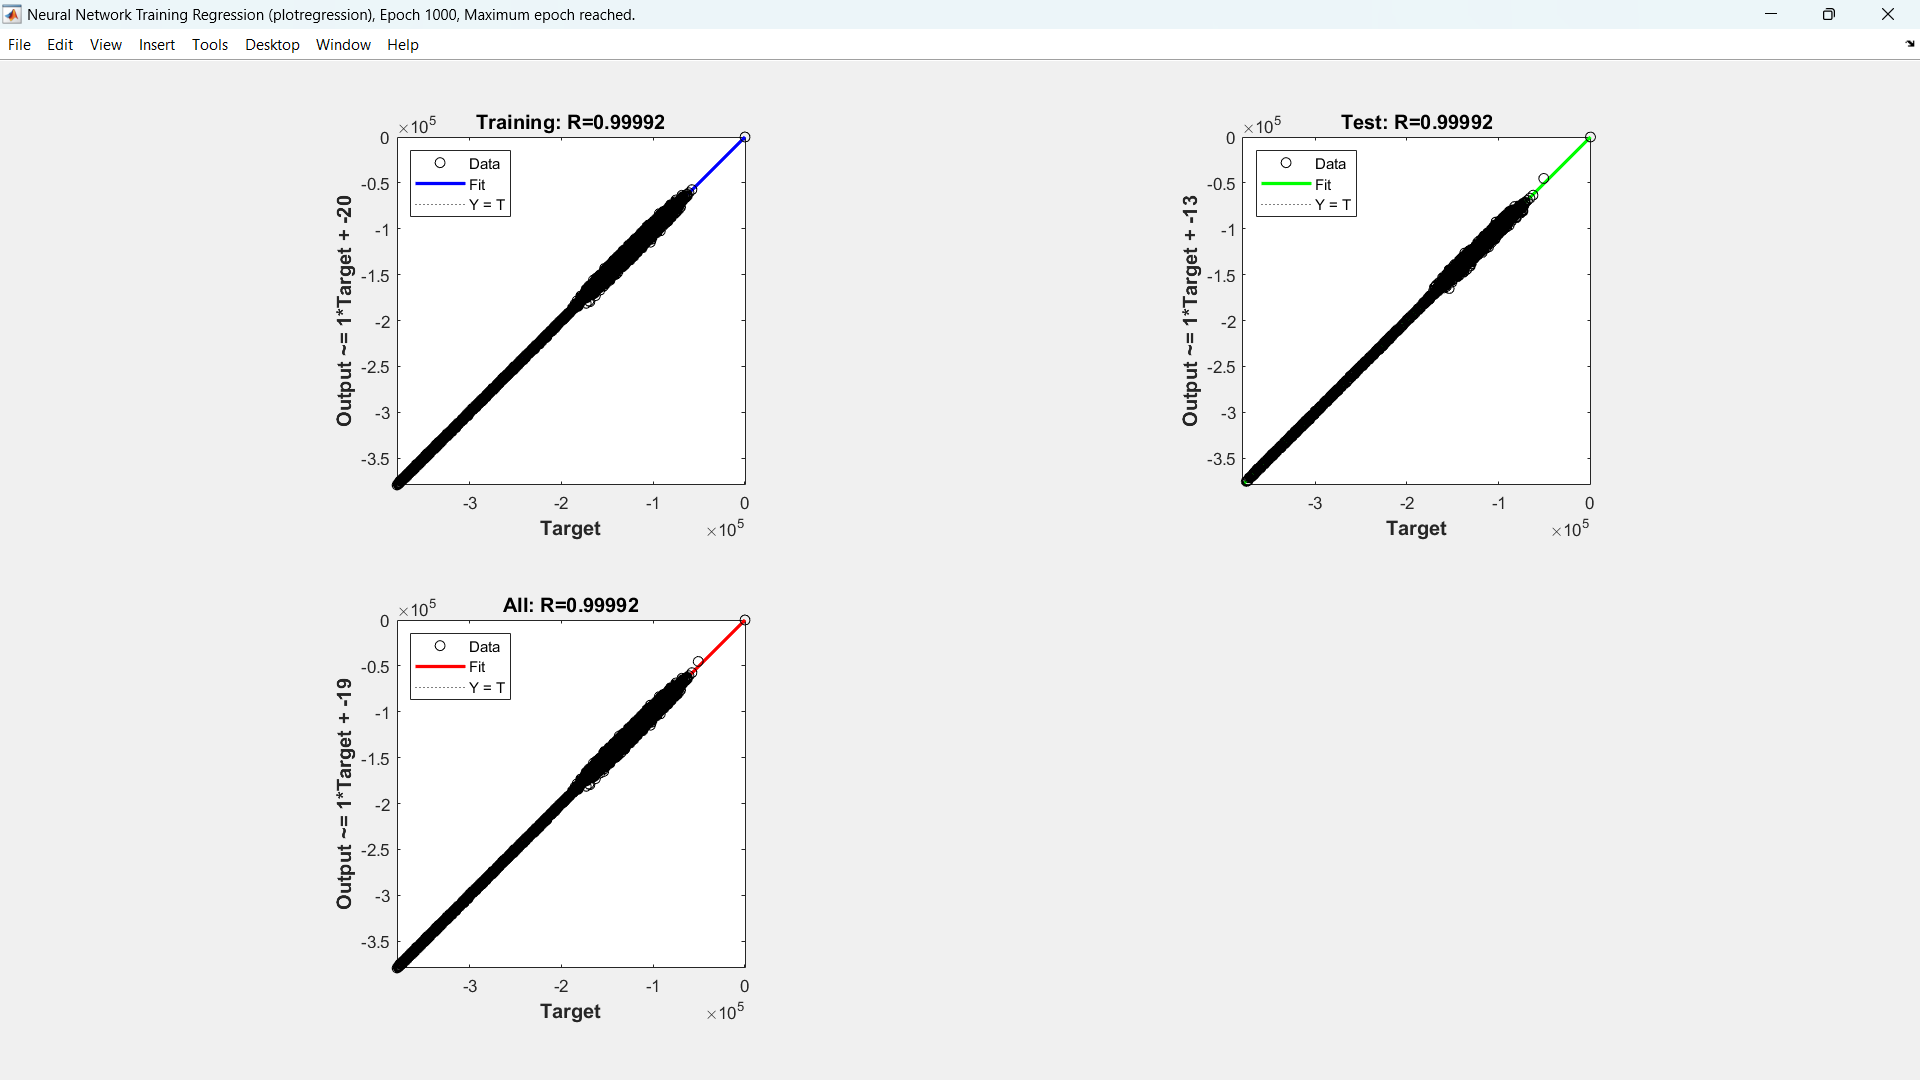 Neural Network Training Regression (plotregression), Epoch 1000, Maximum epoch reached.
File Edit View Insert Tools Desktop Window Help
Training: R=0.99992
×10^5
0
-0.5
-1
-1.5
-2
-2.5
-3
-3.5
Output ~= 1*Target + -20
Data
Fit
Y = T
-3 -2 -1 0
Target
×10^5
Test: R=0.99992
×10^5
0
-0.5
-1
-1.5
-2
-2.5
-3
-3.5
Output ~= 1*Target + -13
Data
Fit
Y = T
-3 -2 -1 0
Target
×10^5
All: R=0.99992
×10^5
0
-0.5
-1
-1.5
-2
-2.5
-3
-3.5
Output ~= 1*Target + -19
Data
Fit
Y = T
-3 -2 -1 0
Target
×10^5